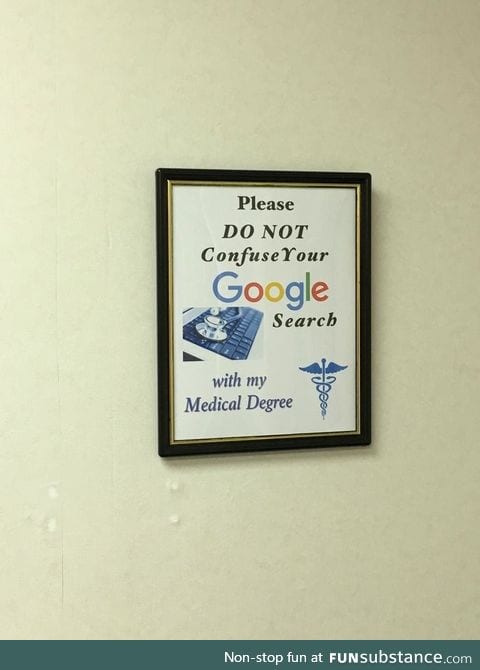 Please
DO NOT
ConfuseYour
Google
Search
with my
Medical Degree
Non-stop fun at FUNsubstance.com